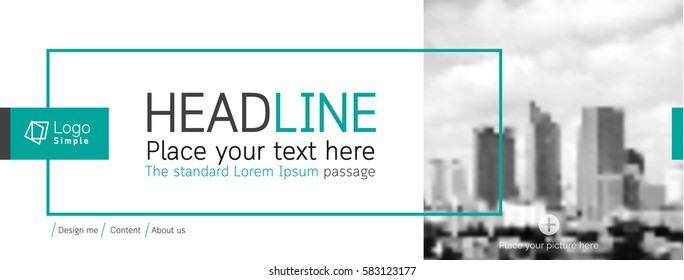 HEADLINE
Place your text here
The standard Lorem Ipsum passage
Logo
Simple
/ Design me / Content / About us
Place your picture here
shutterstock.com · 583123177